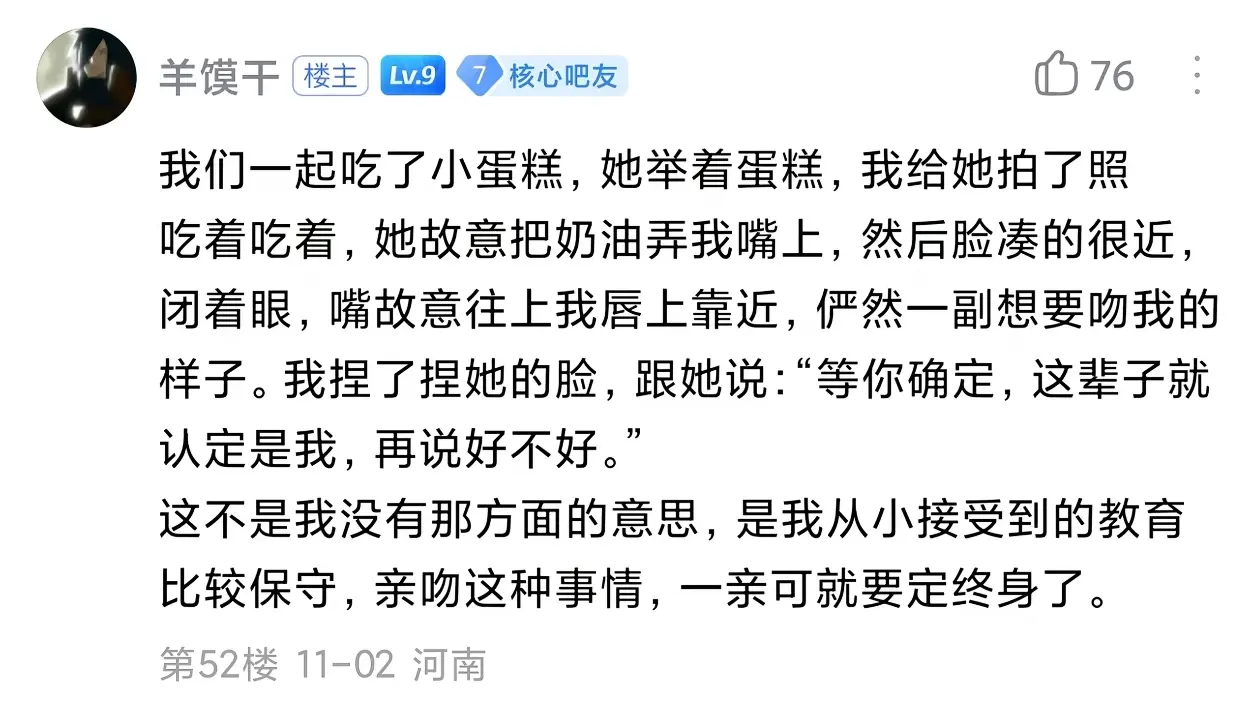 羊馍干 楼主 Lv.9 7 核心吧友 76
我们一起吃了小蛋糕，她举着蛋糕，我给她拍了照
吃着吃着，她故意把奶油弄我嘴上，然后脸凑的很近，
闭着眼，嘴故意往上我唇上靠近，俨然一副想要吻我的
样子。我捏了捏她的脸，跟她说：“等你确定，这辈子就
认定是我，再说好不好。”
这不是我没有那方面的意思，是我从小接受到的教育
比较保守，亲吻这种事情，一亲可就要定终身了。
第52楼 11-02 河南